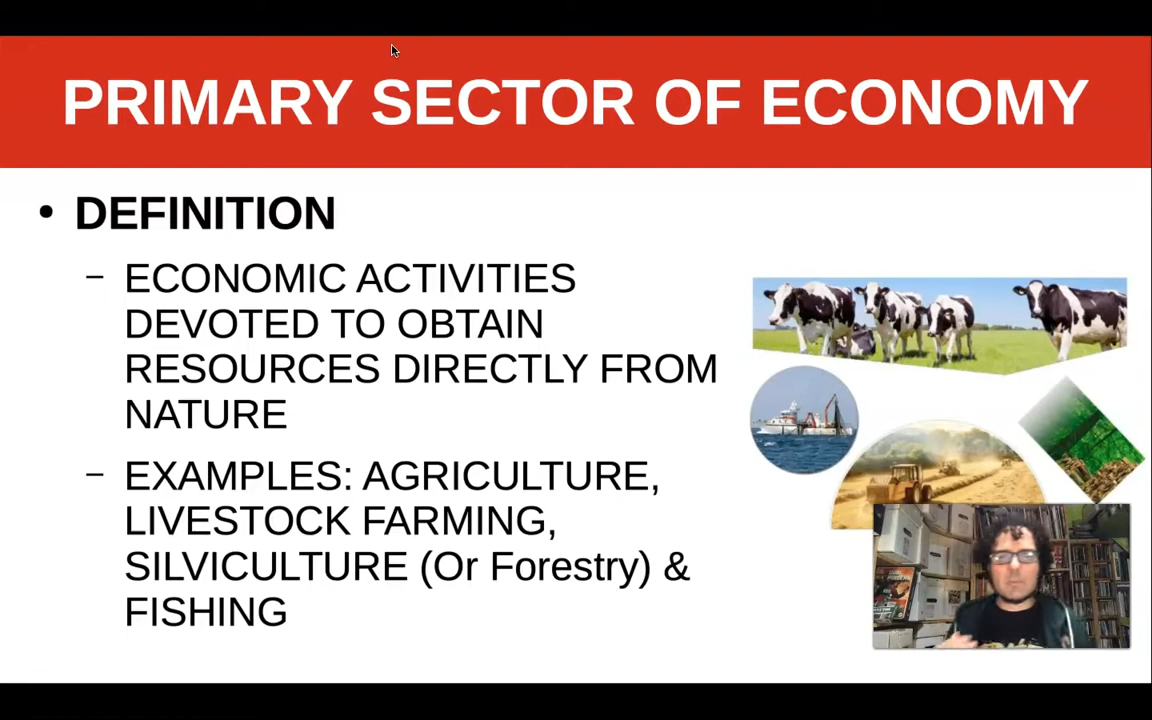 PRIMARY SECTOR OF ECONOMY
• DEFINITION
– ECONOMIC ACTIVITIES
DEVOTED TO OBTAIN
RESOURCES DIRECTLY FROM
NATURE
– EXAMPLES: AGRICULTURE,
LIVESTOCK FARMING,
SILVICULTURE (Or Forestry) &
FISHING